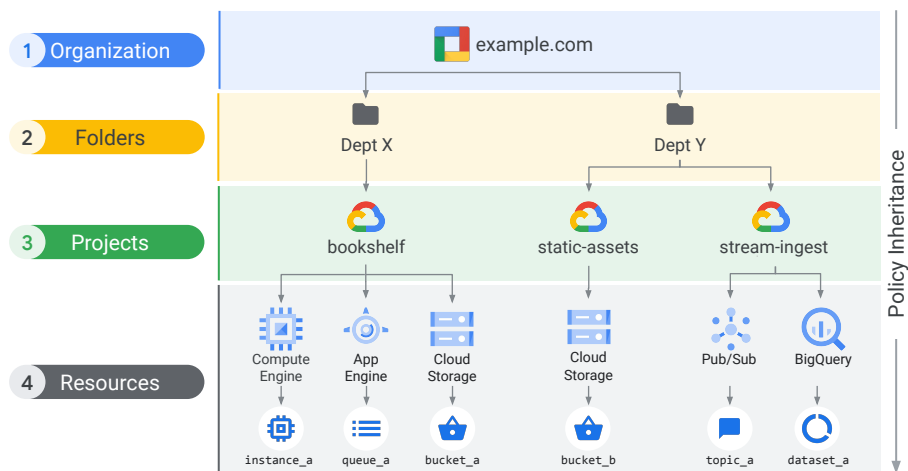 1 Organization
example.com
2 Folders
Dept X
Dept Y
3 Projects
bookshelf
static-assets
stream-ingest
4 Resources
Compute
Engine
App
Engine
Cloud
Storage
Cloud
Storage
Pub/Sub
BigQuery
instance_a
queue_a
bucket_a
bucket_b
topic_a
dataset_a
Policy Inheritance